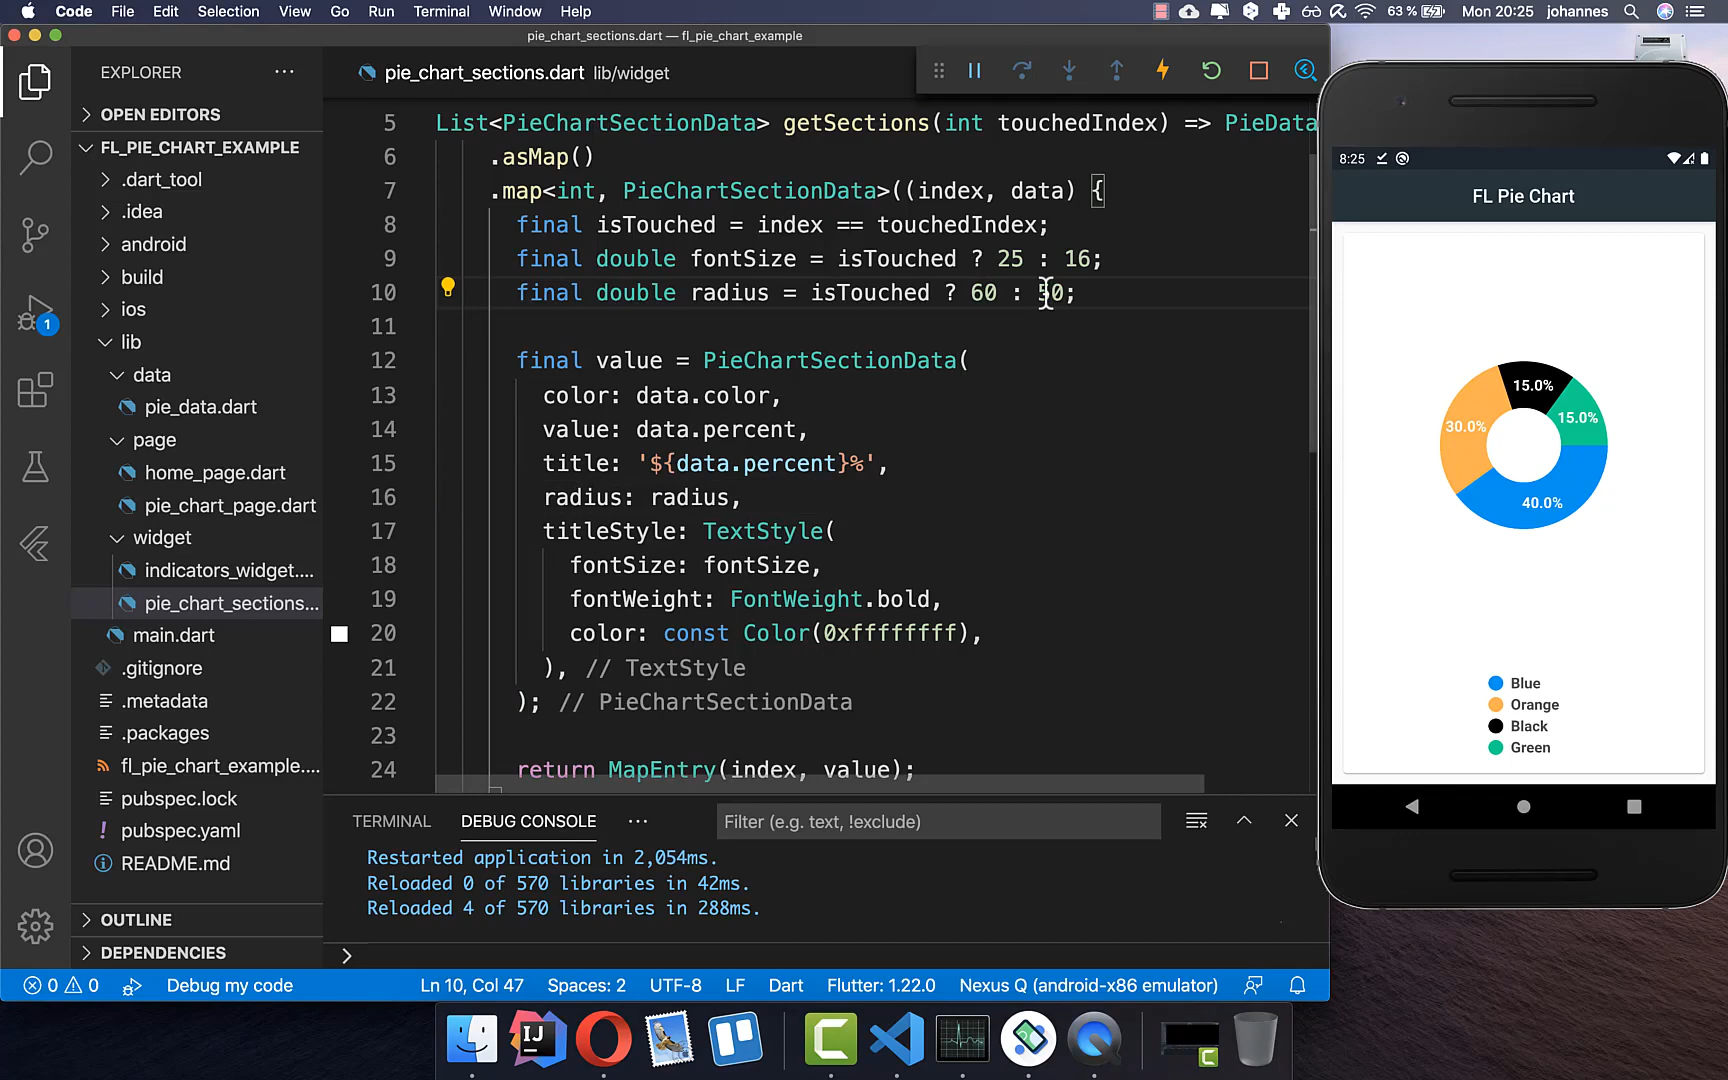 Code File Edit Selection View Go Run Terminal Window Help 63 % Mon 20:25 johannes
pie_chart_sections.dart — fl_pie_chart_example
EXPLORER ···
OPEN EDITORS
FL_PIE_CHART_EXAMPLE
.dart_tool
.idea
android
build
ios
lib
data
pie_data.dart
page
home_page.dart
pie_chart_page.dart
widget
indicators_widget....
pie_chart_sections...
main.dart
.gitignore
.metadata
.packages
fl_pie_chart_example....
pubspec.lock
pubspec.yaml
README.md
OUTLINE
DEPENDENCIES
1
pie_chart_sections.dart lib/widget
5 List<PieChartSectionData> getSections(int touchedIndex) => PieData
6 .asMap()
7 .map<int, PieChartSectionData>((index, data) {
8 final isTouched = index == touchedIndex;
9 final double fontSize = isTouched ? 25 : 16;
10 final double radius = isTouched ? 60 : 50;
11
12 final value = PieChartSectionData(
13 color: data.color,
14 value: data.percent,
15 title: '${data.percent}%',
16 radius: radius,
17 titleStyle: TextStyle(
18 fontSize: fontSize,
19 fontWeight: FontWeight.bold,
20 color: const Color(0xffffffff),
21 ), // TextStyle
22 ); // PieChartSectionData
23
24 return MapEntry(index, value);
TERMINAL DEBUG CONSOLE ··· Filter (e.g. text, !exclude)
Restarted application in 2,054ms.
Reloaded 0 of 570 libraries in 42ms.
Reloaded 4 of 570 libraries in 288ms.
0 0 Debug my code Ln 10, Col 47 Spaces: 2 UTF-8 LF Dart Flutter: 1.22.0 Nexus Q (android-x86 emulator)
8:25
FL Pie Chart
15.0%
15.0%
30.0%
40.0%
Blue
Orange
Black
Green
IJ